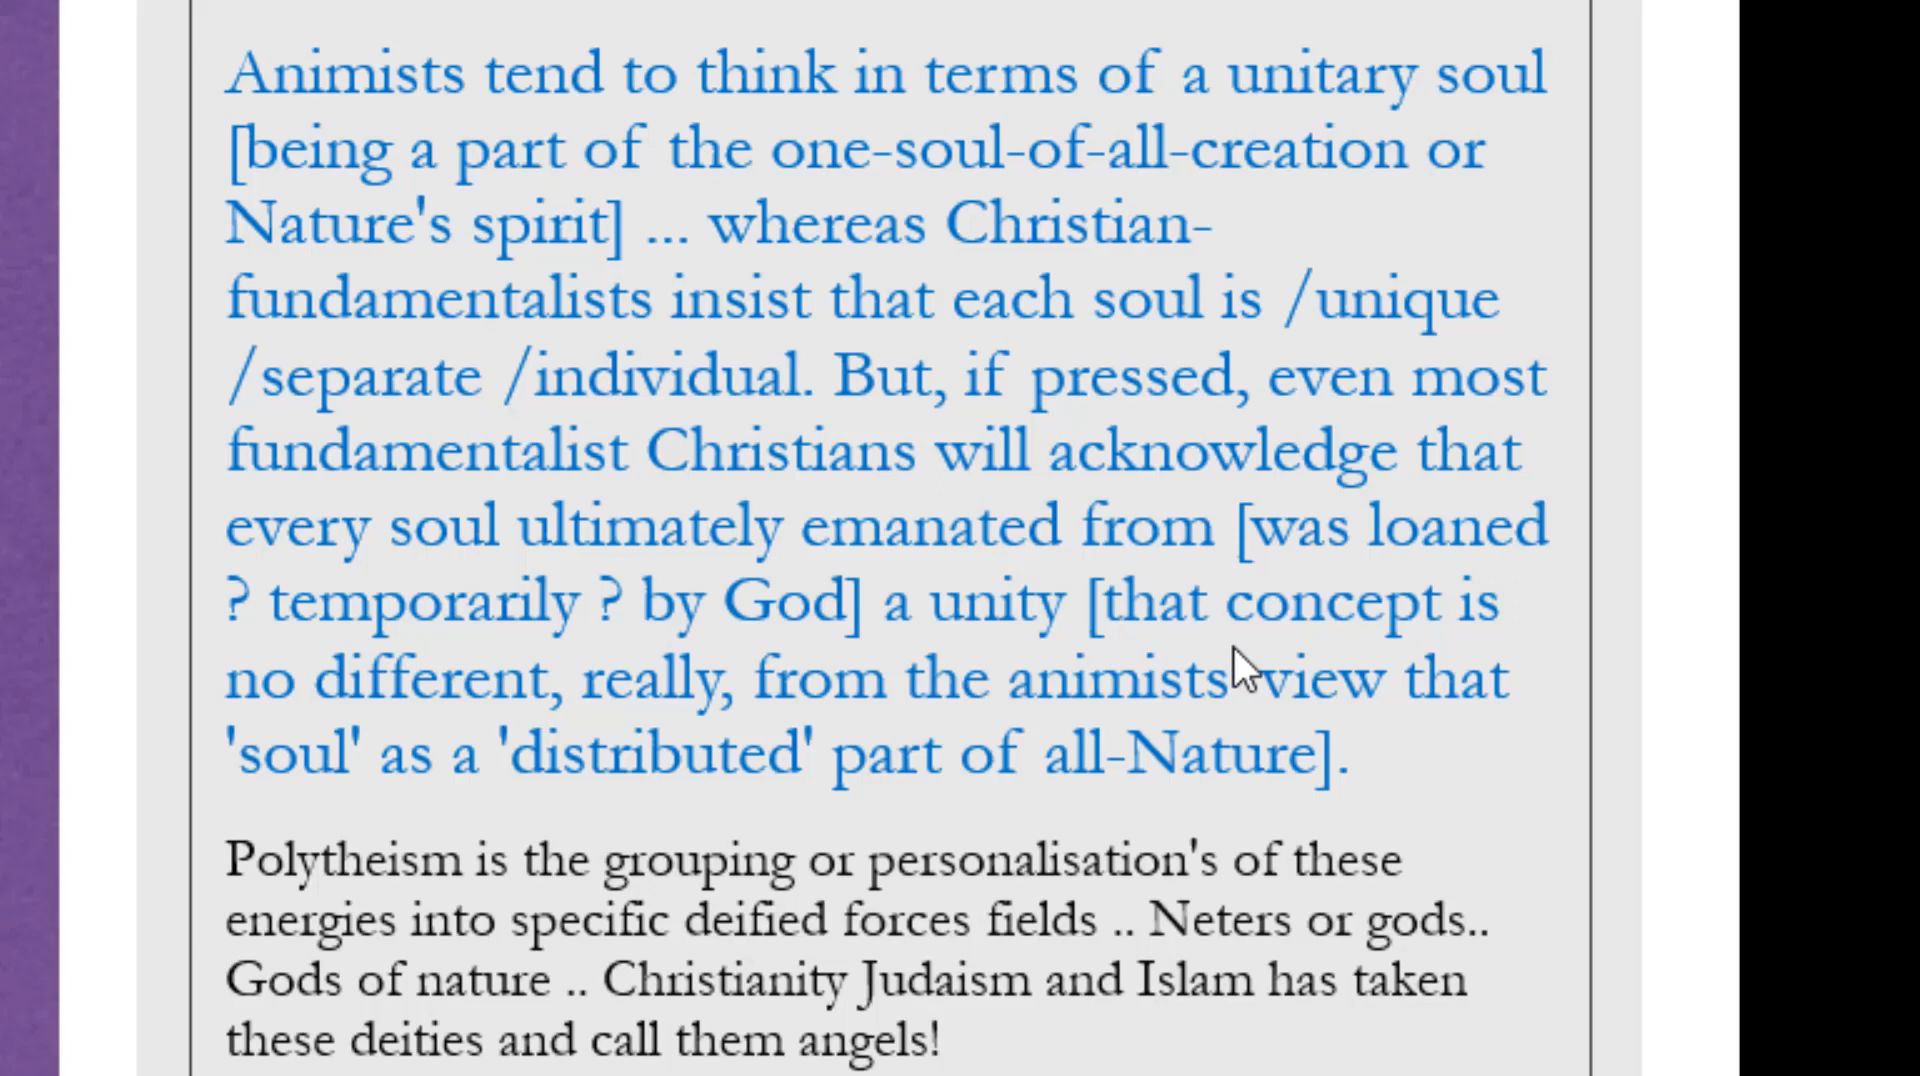 Animists tend to think in terms of a unitary soul
[being a part of the one-soul-of-all-creation or
Nature's spirit] ... whereas Christian-
fundamentalists insist that each soul is /unique
/separate /individual. But, if pressed, even most
fundamentalist Christians will acknowledge that
every soul ultimately emanated from [was loaned
? temporarily ? by God] a unity [that concept is
no different, really, from the animists view that
'soul' as a 'distributed' part of all-Nature].
Polytheism is the grouping or personalisation's of these
energies into specific deified forces fields .. Neters or gods..
Gods of nature .. Christianity Judaism and Islam has taken
these deities and call them angels!